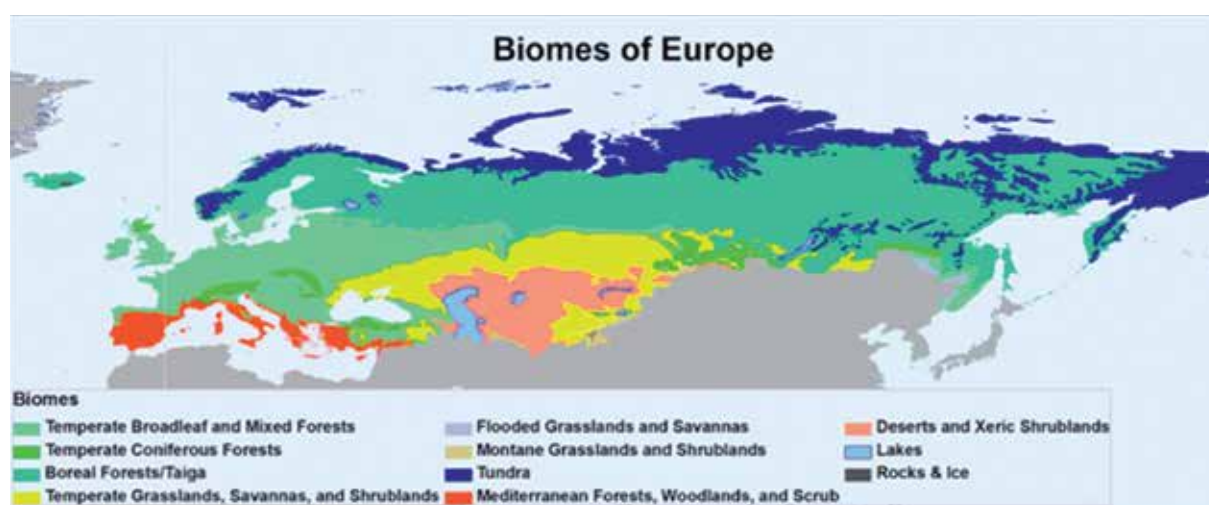 Biomes of Europe
Biomes
Temperate Broadleaf and Mixed Forests
Temperate Coniferous Forests
Boreal Forests/Taiga
Temperate Grasslands, Savannas, and Shrublands
Flooded Grasslands and Savannas
Montane Grasslands and Shrublands
Tundra
Mediterranean Forests, Woodlands, and Scrub
Deserts and Xeric Shrublands
Lakes
Rocks & Ice